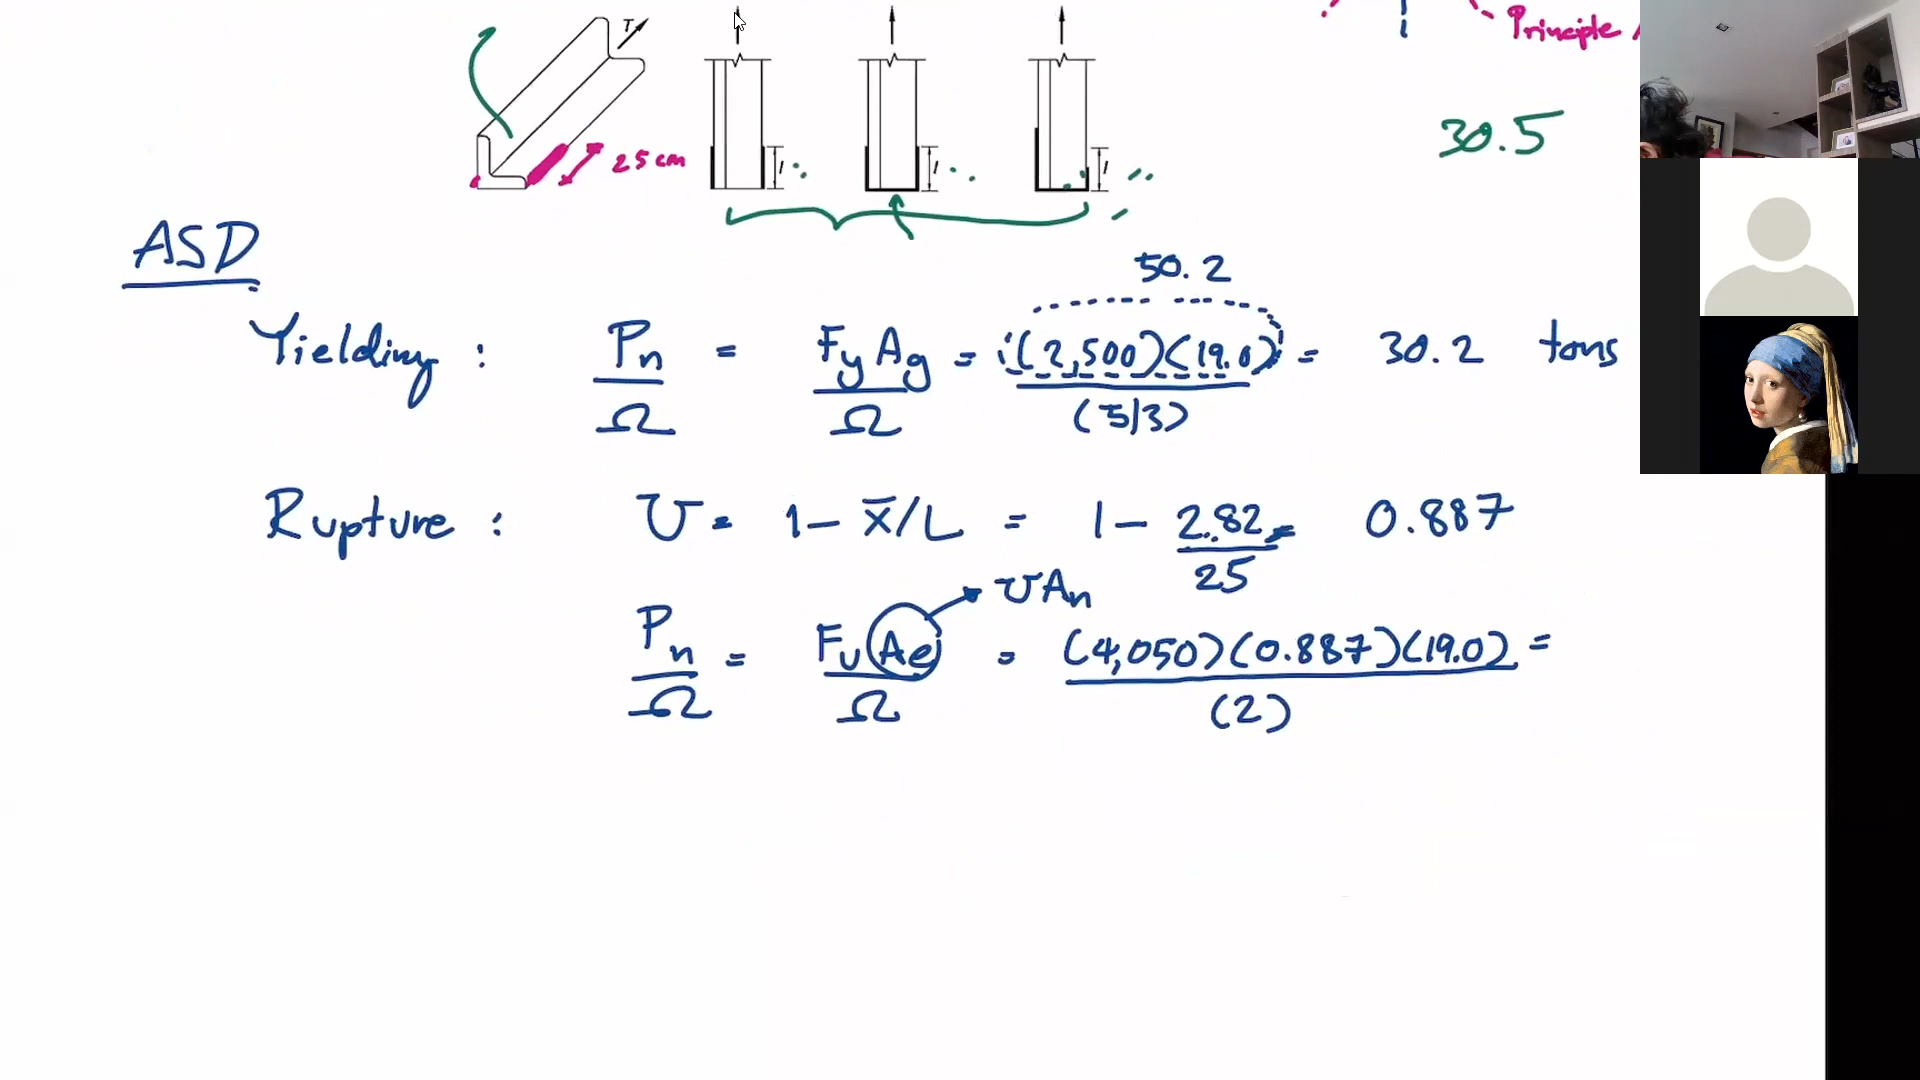 T
Principle
30.5
25 cm
l
l
l
ASD
50.2
Yielding : Pn/Ω = FyAg/Ω = (2,500)(19.0)/(5/3) = 30.2 tons
Rupture : U = 1 - x̄/L = 1 - 2.82/25 = 0.887
UAn
Pn/Ω = Fu(Ae)/Ω = (4,050)(0.887)(19.0)/(2) =